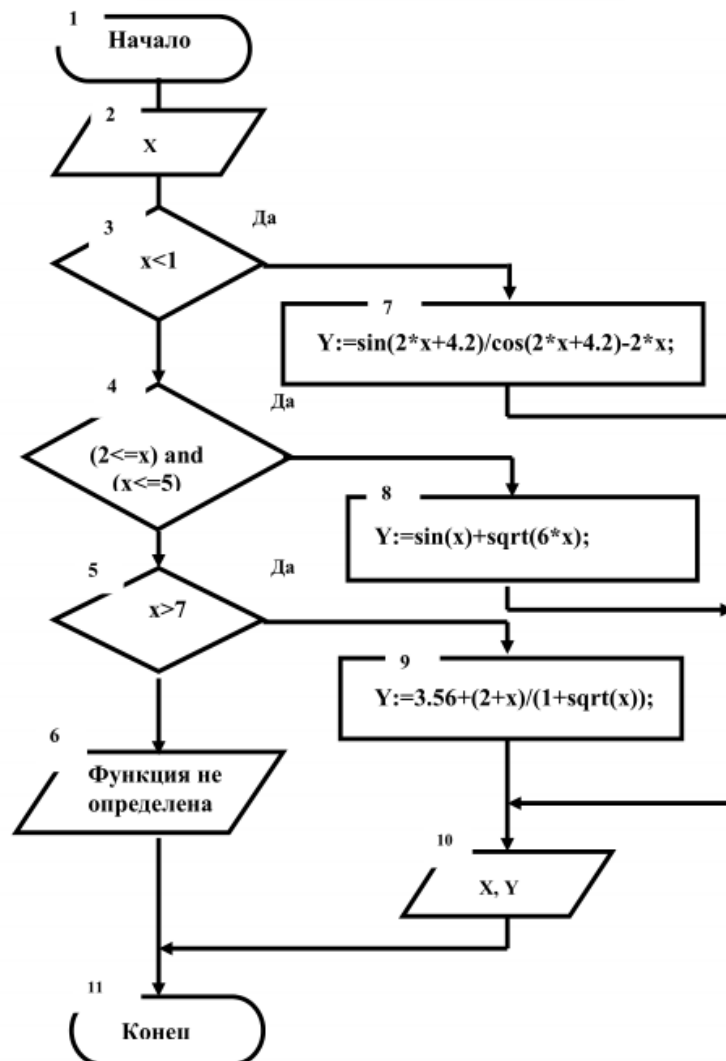 1
Начало
2
X
3
Да
x<1
7
Y:=sin(2*x+4.2)/cos(2*x+4.2)-2*x;
4
Да
(2<=x) and
(x<=5)
8
Y:=sin(x)+sqrt(6*x);
5
Да
x>7
9
Y:=3.56+(2+x)/(1+sqrt(x));
6
Функция не
определена
10
X, Y
11
Конец